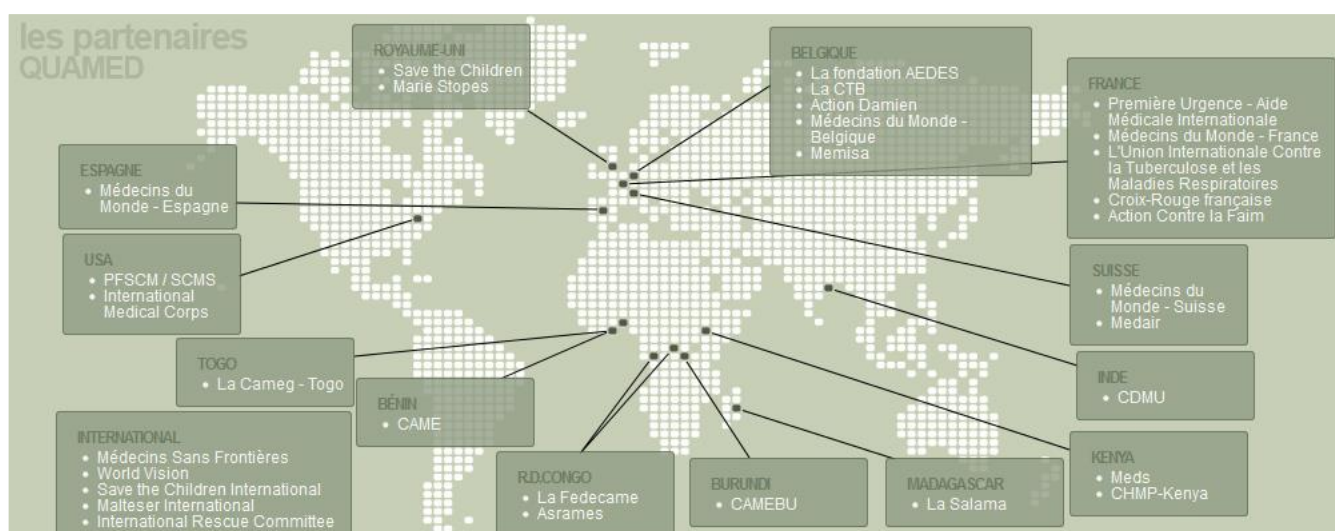 les partenaires
QUAMED
ROYAUME-UNI
• Save the Children
• Marie Stopes
BELGIQUE
• La fondation AEDES
• La CTB
• Action Damien
• Médecins du Monde -
Belgique
• Memisa
FRANCE
• Première Urgence - Aide
Médicale Internationale
• Médecins du Monde - France
• L'Union Internationale Contre
la Tuberculose et les
Maladies Respiratoires
• Croix-Rouge française
• Action Contre la Faim
ESPAGNE
• Médecins du
Monde - Espagne
USA
• PFSCM / SCMS
• International
Medical Corps
SUISSE
• Médecins du
Monde - Suisse
• Medair
TOGO
• La Cameg - Togo
BÉNIN
• CAME
INDE
• CDMU
INTERNATIONAL
• Médecins Sans Frontières
• World Vision
• Save the Children International
• Malteser International
• International Rescue Committee
R.D.CONGO
• La Fedecame
• Asrames
BURUNDI
• CAMEBU
MADAGASCAR
• La Salama
KENYA
• Meds
• CHMP-Kenya